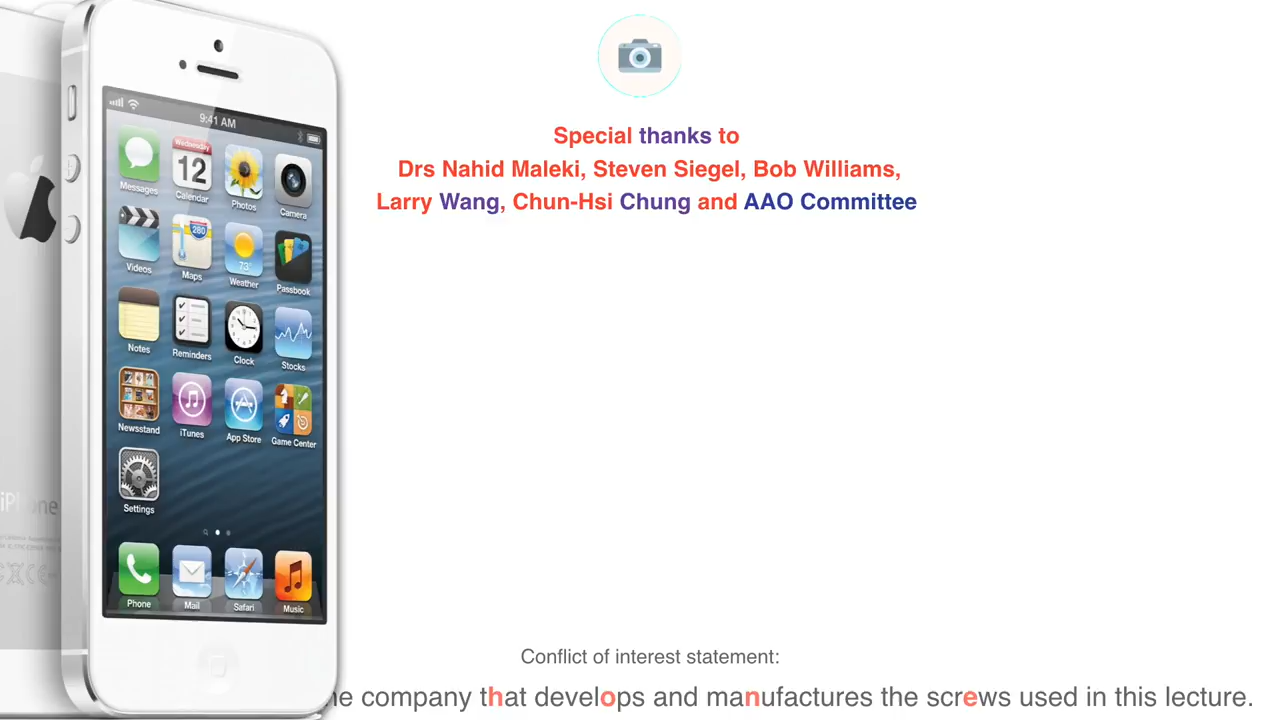 Special thanks to
Drs Nahid Maleki, Steven Siegel, Bob Williams,
Larry Wang, Chun-Hsi Chung and AAO Committee
9:41 AM
Wednesday
12
280
73°
Messages Calendar Photos Camera
Videos Maps Weather Passbook
Notes Reminders Clock Stocks
Newsstand iTunes App Store Game Center
Settings
Phone Mail Safari Music
iPhone
Conflict of interest statement:
company that develops and manufactures the screws used in this lecture.